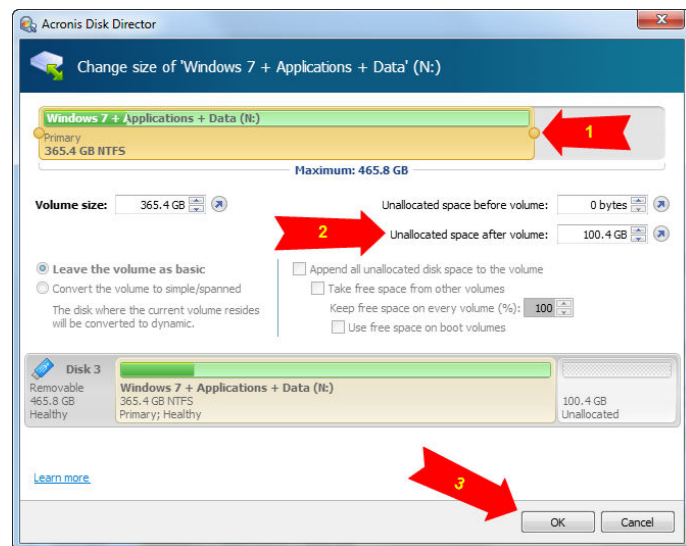 Acronis Disk Director
Change size of 'Windows 7 + Applications + Data' (N:)
Windows 7 + Applications + Data (N:)
Primary
365.4 GB NTFS
1
Maximum: 465.8 GB
Volume size: 365.4 GB
Unallocated space before volume: 0 bytes
2
Unallocated space after volume: 100.4 GB
Leave the volume as basic
Convert the volume to simple/spanned
The disk where the current volume resides
will be converted to dynamic.
Append all unallocated disk space to the volume
Take free space from other volumes
Keep free space on every volume (%): 100
Use free space on boot volumes
Disk 3
Removable
465.8 GB
Healthy
Windows 7 + Applications + Data (N:)
365.4 GB NTFS
Primary; Healthy
100.4 GB
Unallocated
Learn more
3
OK
Cancel